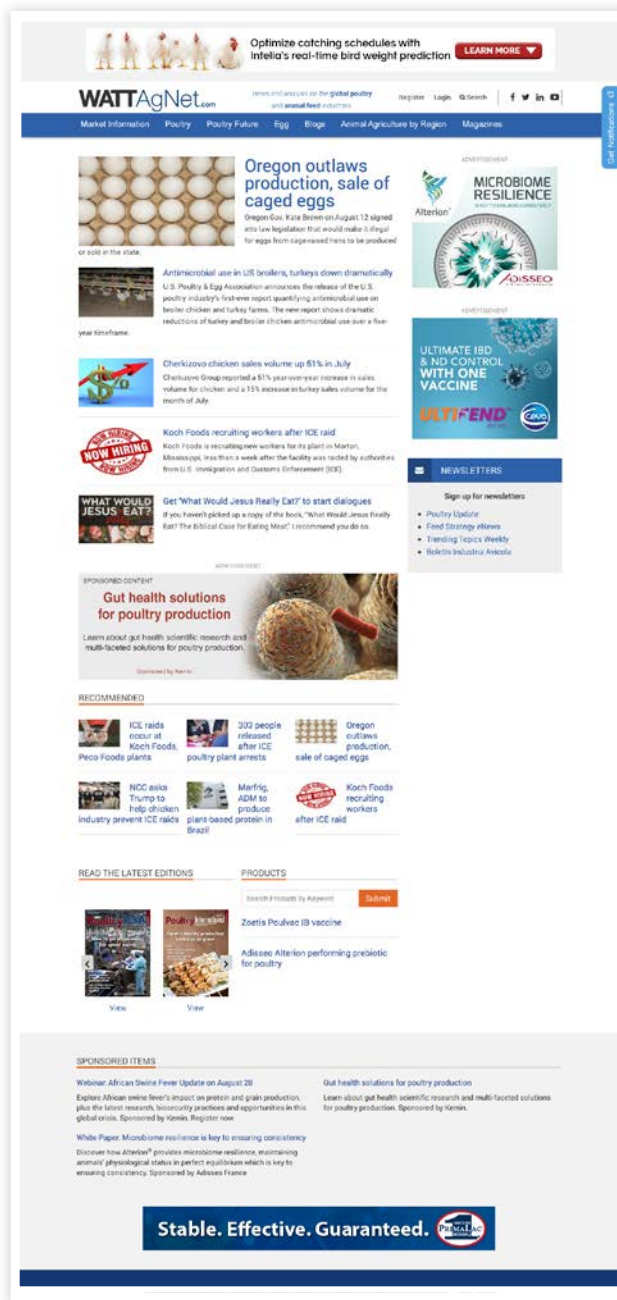 Optimize catching schedules with
Intelia's real-time bird weight prediction
LEARN MORE
WATTAgNet.com
news and analysis on the global poultry
and animal feed industries
Register Login Search
Get Notifications
Market Information Poultry Poultry Future Egg Blogs Animal Agriculture by Region Magazines
Oregon outlaws
production, sale of
caged eggs
Oregon Gov. Kate Brown on August 12 signed
into law legislation that would make it illegal
for eggs from cage-raised hens to be produced
or sold in the state.
Antimicrobial use in US broilers, turkeys down dramatically
U.S. Poultry & Egg Association announces the release of the U.S.
poultry industry's first-ever report quantifying antimicrobial use on
broiler chicken and turkey farms. The new report shows dramatic
reductions of turkey and broiler chicken antimicrobial use over a five-
year timeframe.
Cherkizovo chicken sales volume up 51% in July
Cherkizovo Group reported a 51% year-over-year increase in sales
volume for chicken and a 15% increase in turkey sales volume for the
month of July.
NOW HIRING
Koch Foods recruiting workers after ICE raid
Koch Foods is recruiting new workers for its plant in Morton,
Mississippi, less than a week after the facility was raided by authorities
from U.S. Immigration and Customs Enforcement (ICE).
WHAT WOULD
JESUS EAT?
Get 'What Would Jesus Really Eat?' to start dialogues
If you haven't picked up a copy of the book, "What Would Jesus Really
Eat? The Biblical Case for Eating Meat," I recommend you do so.
ADVERTISEMENT
MICROBIOME
RESILIENCE
Alterion
ADISSEO
ADVERTISEMENT
ULTIMATE IBD
& ND CONTROL
WITH ONE
VACCINE
ULTIFEND
Ceva
NEWSLETTERS
Sign up for newsletters
Poultry Update
Feed Strategy eNews
Trending Topics Weekly
Boletín Industria Avícola
ADVERTISEMENT
SPONSORED CONTENT
Gut health solutions
for poultry production
Learn about gut health scientific research and
multi-faceted solutions for poultry production.
Sponsored by Kemin
RECOMMENDED
ICE raids
occur at
Koch Foods,
Peco Foods plants
303 people
released
after ICE
poultry plant arrests
Oregon
outlaws
production,
sale of caged eggs
NCC asks
Trump to
help chicken
industry prevent ICE raids
Marfrig,
ADM to
produce
plant-based protein in
Brazil
NOW HIRING
Koch Foods
recruiting
workers
after ICE raid
READ THE LATEST EDITIONS
Poultry
View
Poultry International
View
PRODUCTS
Search Products by Keyword
Submit
Zoetis Poulvac IB vaccine
Adisseo Alterion performing prebiotic
for poultry
SPONSORED ITEMS
Webinar: African Swine Fever Update on August 28
Explore African swine fever's impact on protein and grain production,
plus the latest research, biosecurity practices and opportunities in this
global crisis. Sponsored by Kemin. Register now.
White Paper: Microbiome resilience is key to ensuring consistency
Discover how Alterion® provides microbiome resilience, maintaining
animals' physiological status in perfect equilibrium which is key to
ensuring consistency. Sponsored by Adisseo France
Gut health solutions for poultry production
Learn about gut health scientific research and multi-faceted solutions
for poultry production. Sponsored by Kemin.
Stable. Effective. Guaranteed.
PRIMALAC